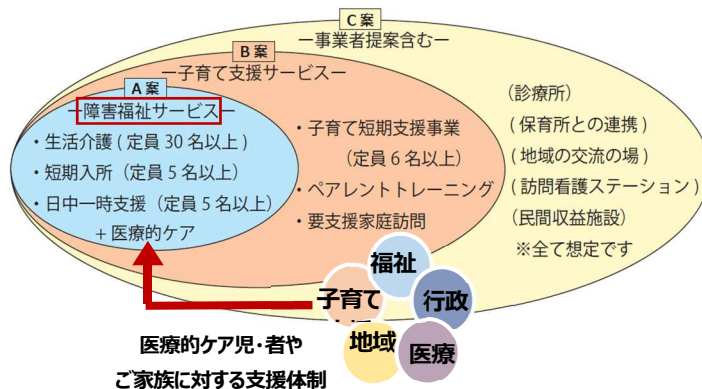 C案
ー事業者提案含むー
B案
ー子育て支援サービスー
A案
ー障害福祉サービスー
・生活介護(定員30名以上)
・短期入所(定員5名以上)
・日中一時支援(定員5名以上)
+医療的ケア
・子育て短期支援事業
(定員6名以上)
・ペアレントトレーニング
・要支援家庭訪問
(診療所)
(保育所との連携)
(地域の交流の場)
(訪問看護ステーション)
(民間収益施設)
※全て想定です
福祉
子育て
行政
地域
医療
医療的ケア児・者や
ご家族に対する支援体制